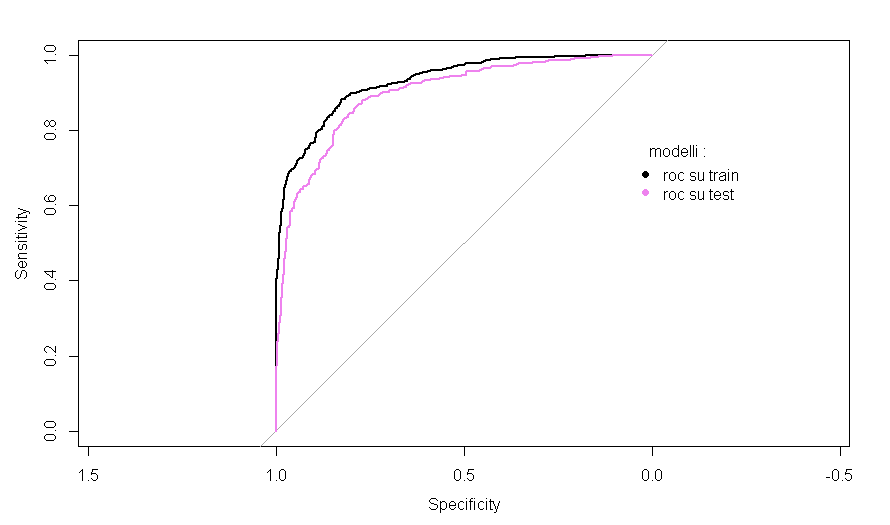 1.0
0.8
0.6
0.4
0.2
0.0
Sensitivity
modelli :
roc su train
roc su test
1.5 1.0 0.5 0.0 -0.5
Specificity